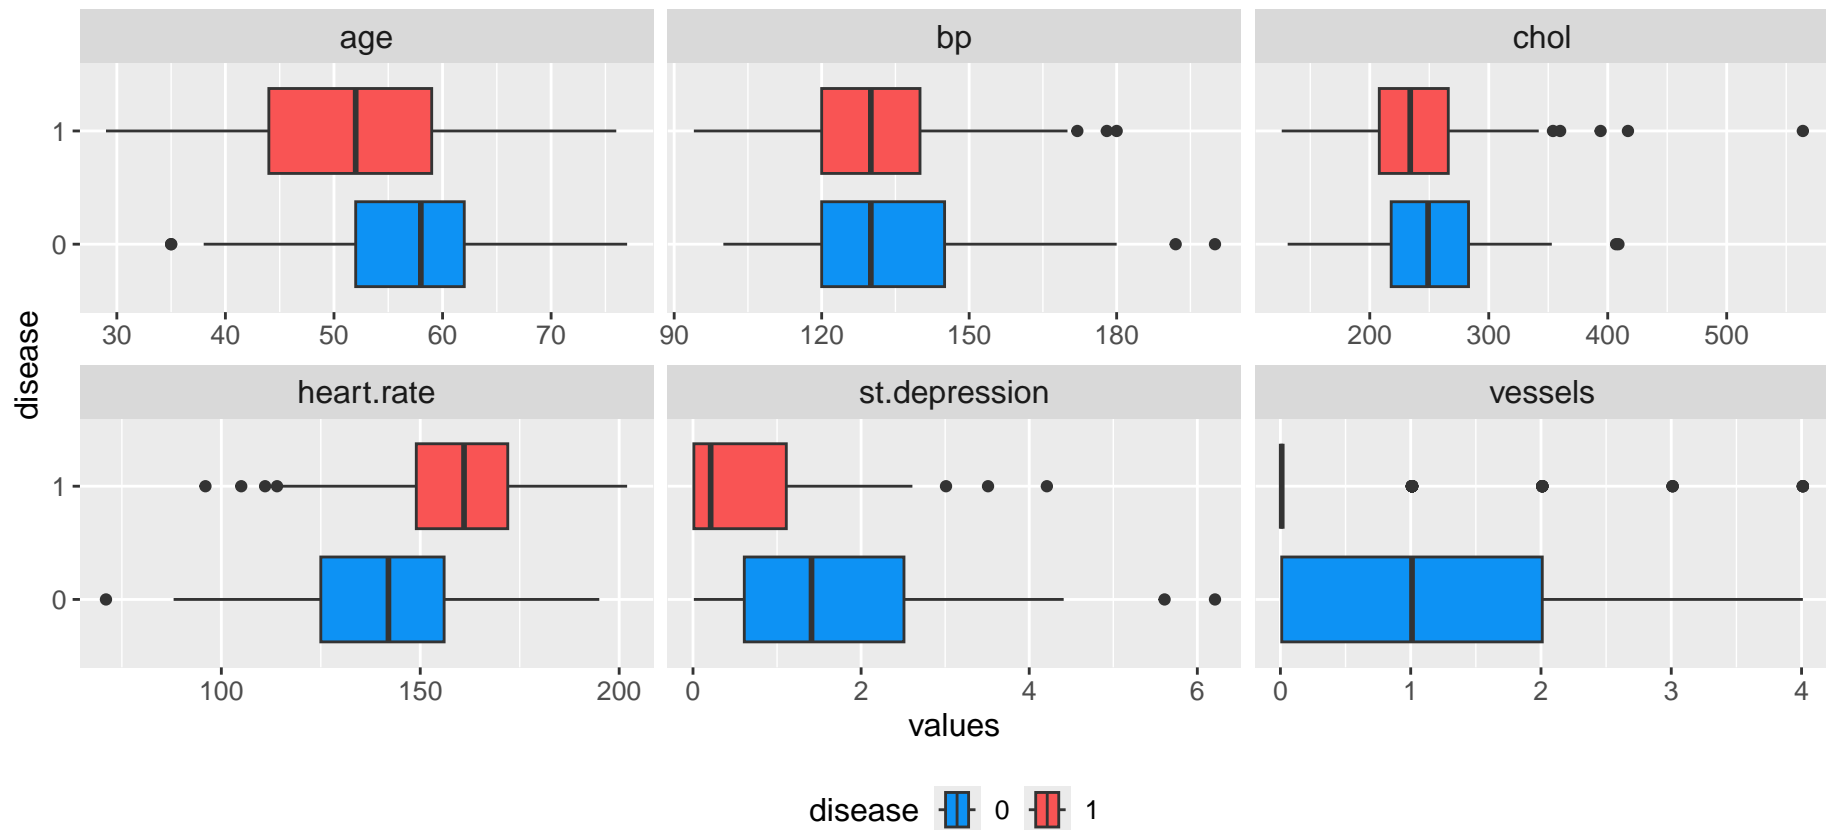 age bp chol
1
0
30 40 50 60 70 90 120 150 180 200 300 400 500
disease
heart.rate st.depression vessels
1
0
100 150 200 0 2 4 6 0 1 2 3 4
values
disease 0 1